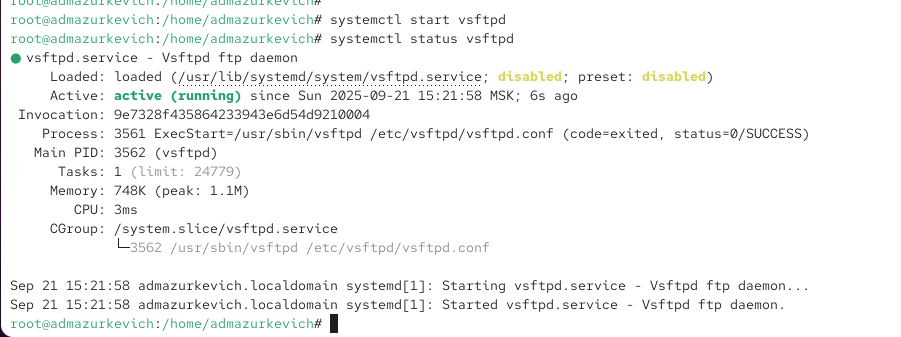 root@admazurkevich:/home/admazurkevich#
root@admazurkevich:/home/admazurkevich# systemctl start vsftpd
root@admazurkevich:/home/admazurkevich# systemctl status vsftpd
● vsftpd.service - Vsftpd ftp daemon
     Loaded: loaded (/usr/lib/systemd/system/vsftpd.service; disabled; preset: disabled)
     Active: active (running) since Sun 2025-09-21 15:21:58 MSK; 6s ago
 Invocation: 9e7328f435864233943e6d54d9210004
    Process: 3561 ExecStart=/usr/sbin/vsftpd /etc/vsftpd/vsftpd.conf (code=exited, status=0/SUCCESS)
   Main PID: 3562 (vsftpd)
      Tasks: 1 (limit: 24779)
     Memory: 748K (peak: 1.1M)
        CPU: 3ms
     CGroup: /system.slice/vsftpd.service
             └─3562 /usr/sbin/vsftpd /etc/vsftpd/vsftpd.conf
Sep 21 15:21:58 admazurkevich.localdomain systemd[1]: Starting vsftpd.service - Vsftpd ftp daemon...
Sep 21 15:21:58 admazurkevich.localdomain systemd[1]: Started vsftpd.service - Vsftpd ftp daemon.
root@admazurkevich:/home/admazurkevich#